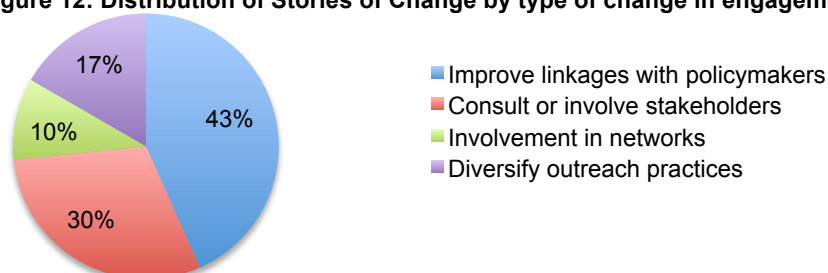 12: Distribution of Stories of Change by type of change in
17%
43%
10%
30%
Improve linkages with policymakers
Consult or involve stakeholders
Involvement in networks
Diversify outreach practices